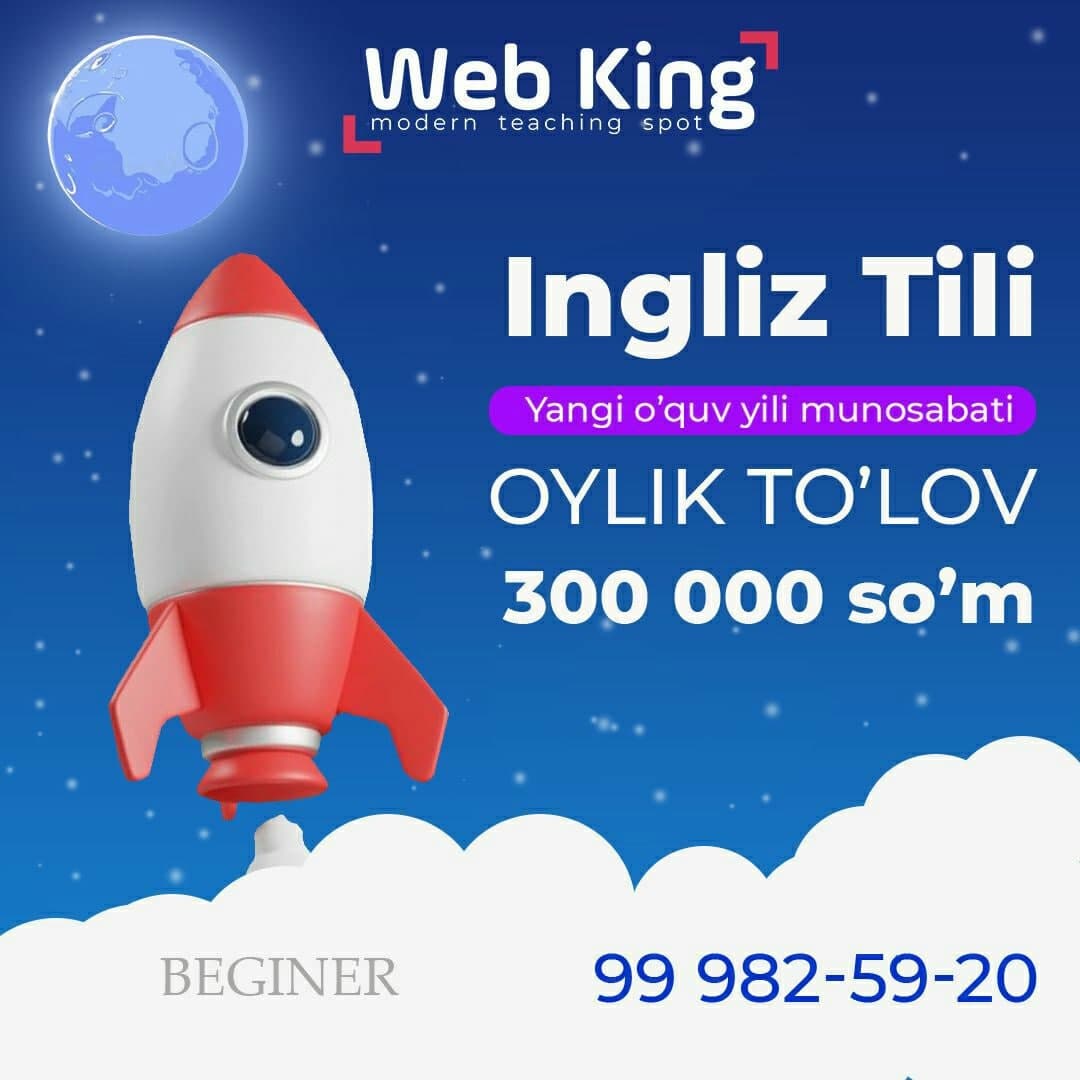 Web King
modern teaching spot
Ingliz Tili
Yangi o’quv yili munosabati
OYLIK TO’LOV
300 000 so’m
BEGINER
99 982-59-20